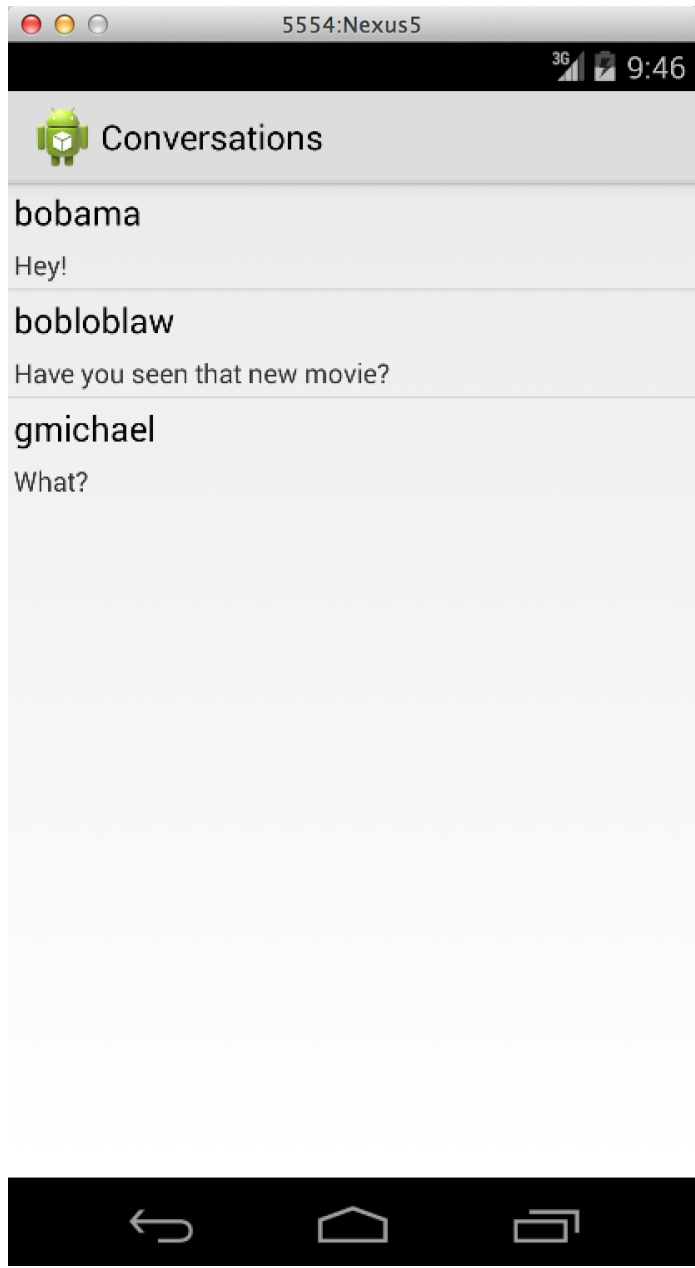 5554:Nexus5
3G 9:46
Conversations
bobama
Hey!
bobloblaw
Have you seen that new movie?
gmichael
What?